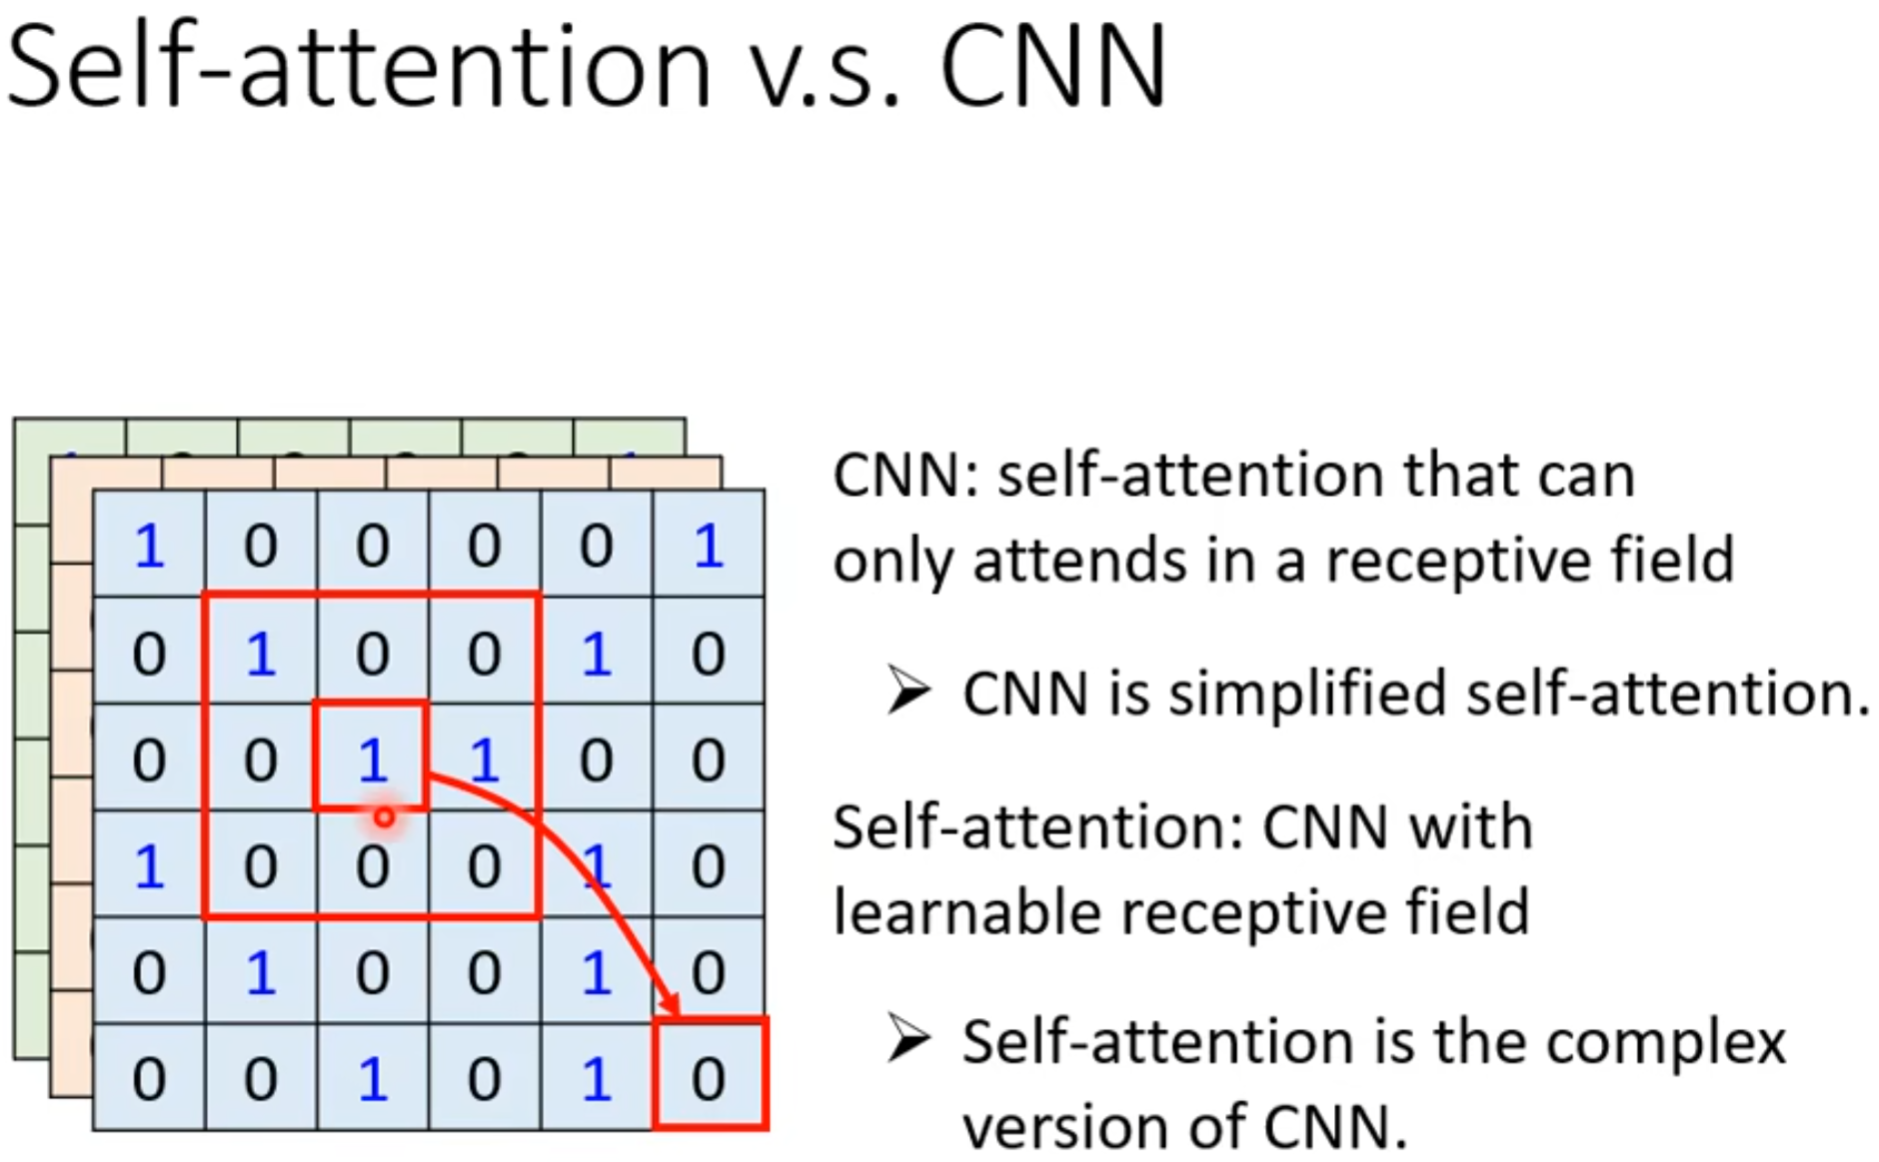 Self-attention v.s. CNN
1 0 0 0 0 1
0 1 0 0 1 0
0 0 1 1 0 0
1 0 0 0 1 0
0 1 0 0 1 0
0 0 1 0 1 0
CNN: self-attention that can
only attends in a receptive field
CNN is simplified self-attention.
Self-attention: CNN with
learnable receptive field
Self-attention is the complex
version of CNN.